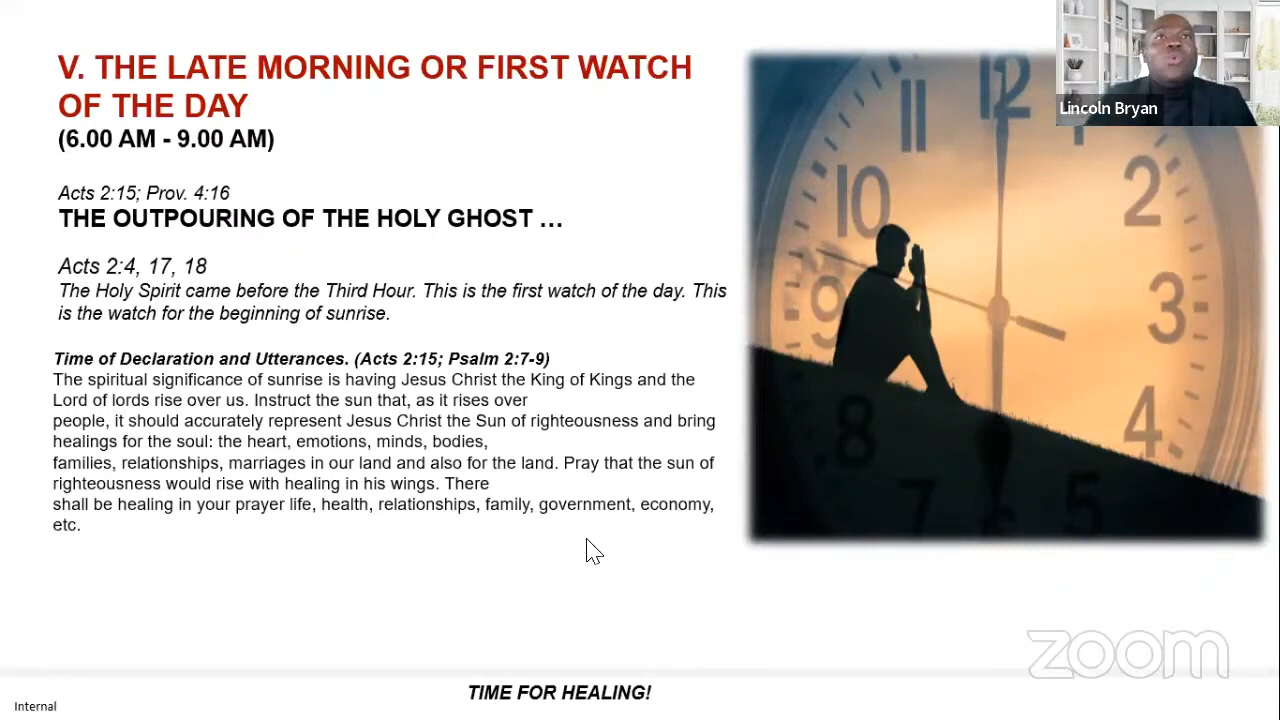 V. THE LATE MORNING OR FIRST WATCH
OF THE DAY
(6.00 AM - 9.00 AM)
Acts 2:15; Prov. 4:16
THE OUTPOURING OF THE HOLY GHOST …
Acts 2:4, 17, 18
The Holy Spirit came before the Third Hour. This is the first watch of the day. This
is the watch for the beginning of sunrise.
Time of Declaration and Utterances. (Acts 2:15; Psalm 2:7-9)
The spiritual significance of sunrise is having Jesus Christ the King of Kings and the
Lord of lords rise over us. Instruct the sun that, as it rises over
people, it should accurately represent Jesus Christ the Sun of righteousness and bring
healings for the soul: the heart, emotions, minds, bodies,
families, relationships, marriages in our land and also for the land. Pray that the sun of
righteousness would rise with healing in his wings. There
shall be healing in your prayer life, health, relationships, family, government, economy,
etc.
Lincoln Bryan
11
12
10
2
9
3
8
4
7
6
5
zoom
TIME FOR HEALING!
Internal